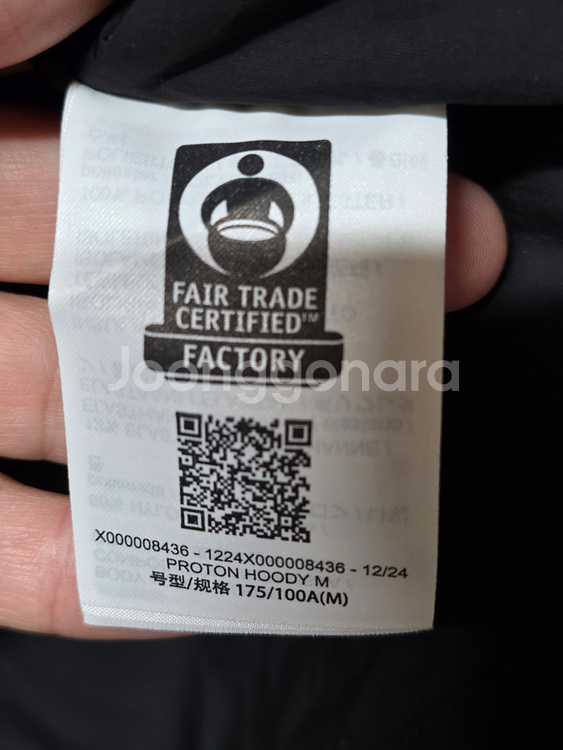 FAIR TRADE
CERTIFIED™
FACTORY
Joonggonara
X000008436 - 1224X000008436 - 12/24
PROTON HOODY M
号型/规格 175/100A(M)